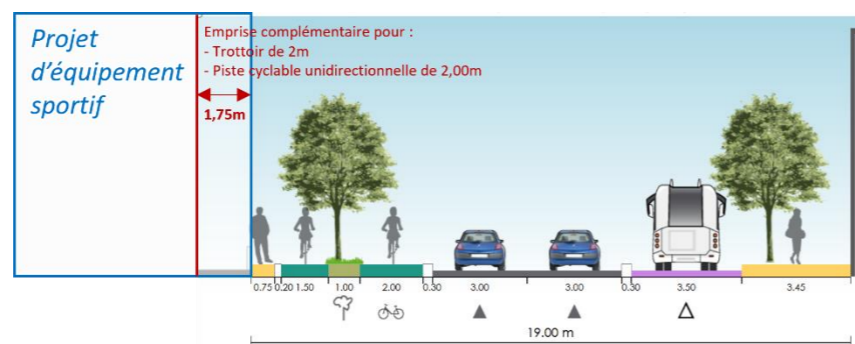 Projet
d'équipement
sportif
Emprise complémentaire pour :
- Trottoir de 2m
- Piste cyclable unidirectionnelle de 2,00m
1,75m
0.75 0.20 1.50 1.00 2.00 0.30 3.00 3.00 0.30 3.50 3.45
19.00 m